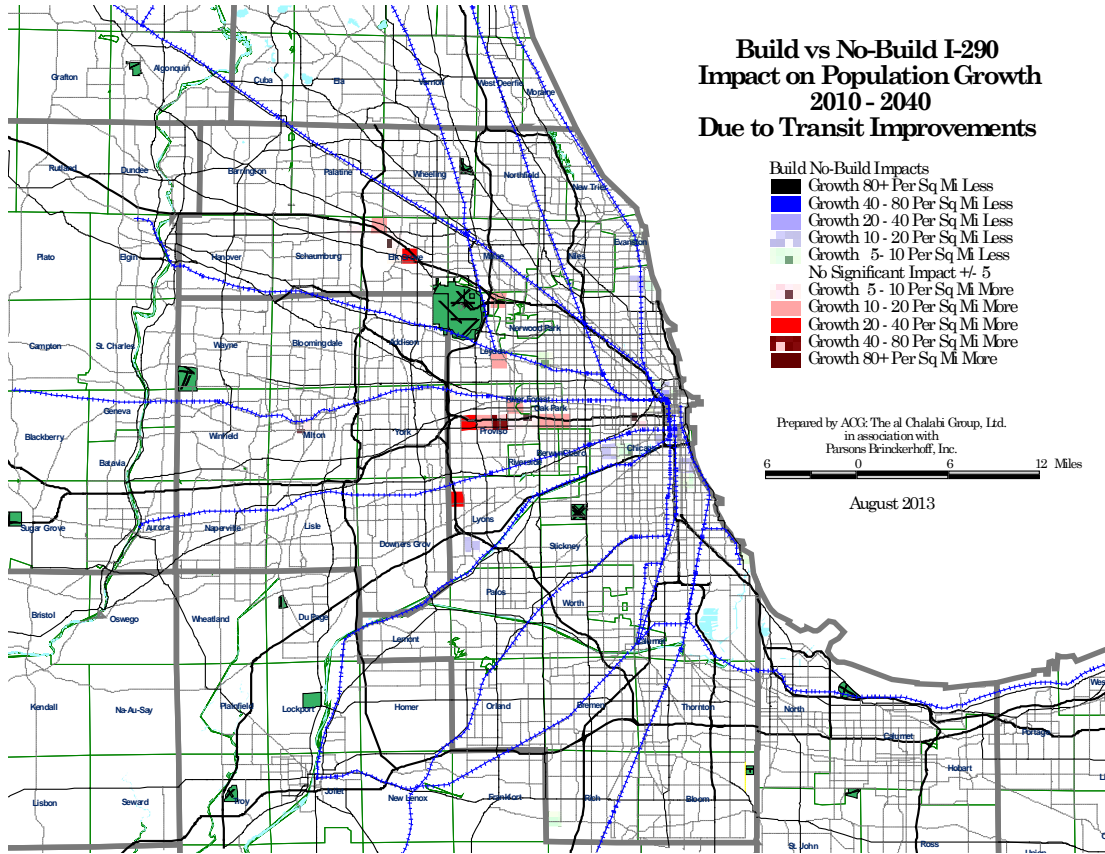 Build vs No-Build I-290
Impact on Population Growth
2010 - 2040
Due to Transit Improvements
Build No-Build Impacts
Growth 80+ Per Sq Mi Less
Growth 40 - 80 Per Sq Mi Less
Growth 20 - 40 Per Sq Mi Less
Growth 10 - 20 Per Sq Mi Less
Growth 5 - 10 Per Sq Mi Less
No Significant Impact +/- 5
Growth 5 - 10 Per Sq Mi More
Growth 10 - 20 Per Sq Mi More
Growth 20 - 40 Per Sq Mi More
Growth 40 - 80 Per Sq Mi More
Growth 80+ Per Sq Mi More
Prepared by ACG: The al Chalabi Group, Ltd.
in association with
Parsons Brinckerhoff, Inc.
6 0 6 12 Miles
August 2013
Grafton
Algonquin
Cuba
Ela
Vernon
West Deerfield
Moraine
Rutland
Dundee
Barrington
Palatine
Wheeling
Northfield
New Trier
Plato
Elgin
Hanover
Schaumburg
Elk Grove
Maine
Niles
Evanston
Campton
St. Charles
Wayne
Bloomingdale
Addison
Norwood Park
Leyden
Geneva
River Forest
Oak Park
Blackberry
Winfield
Milton
York
Proviso
Riverside
Berwyn
Cicero
Chicago
Batavia
Sugar Grove
Aurora
Naperville
Lisle
Downers Grov
Lyons
Stickney
Bristol
Oswego
Wheatland
Du Page
Lemont
Palos
Worth
Calumet
Kendall
Na-Au-Say
Plainfield
Lockport
Homer
Orland
Bremen
Thornton
North
Calumet
Portage
Wes
Hobart
Lisbon
Seward
Troy
Joliet
New Lenox
Frankfort
Rich
Bloom
St. John
Ross
Union